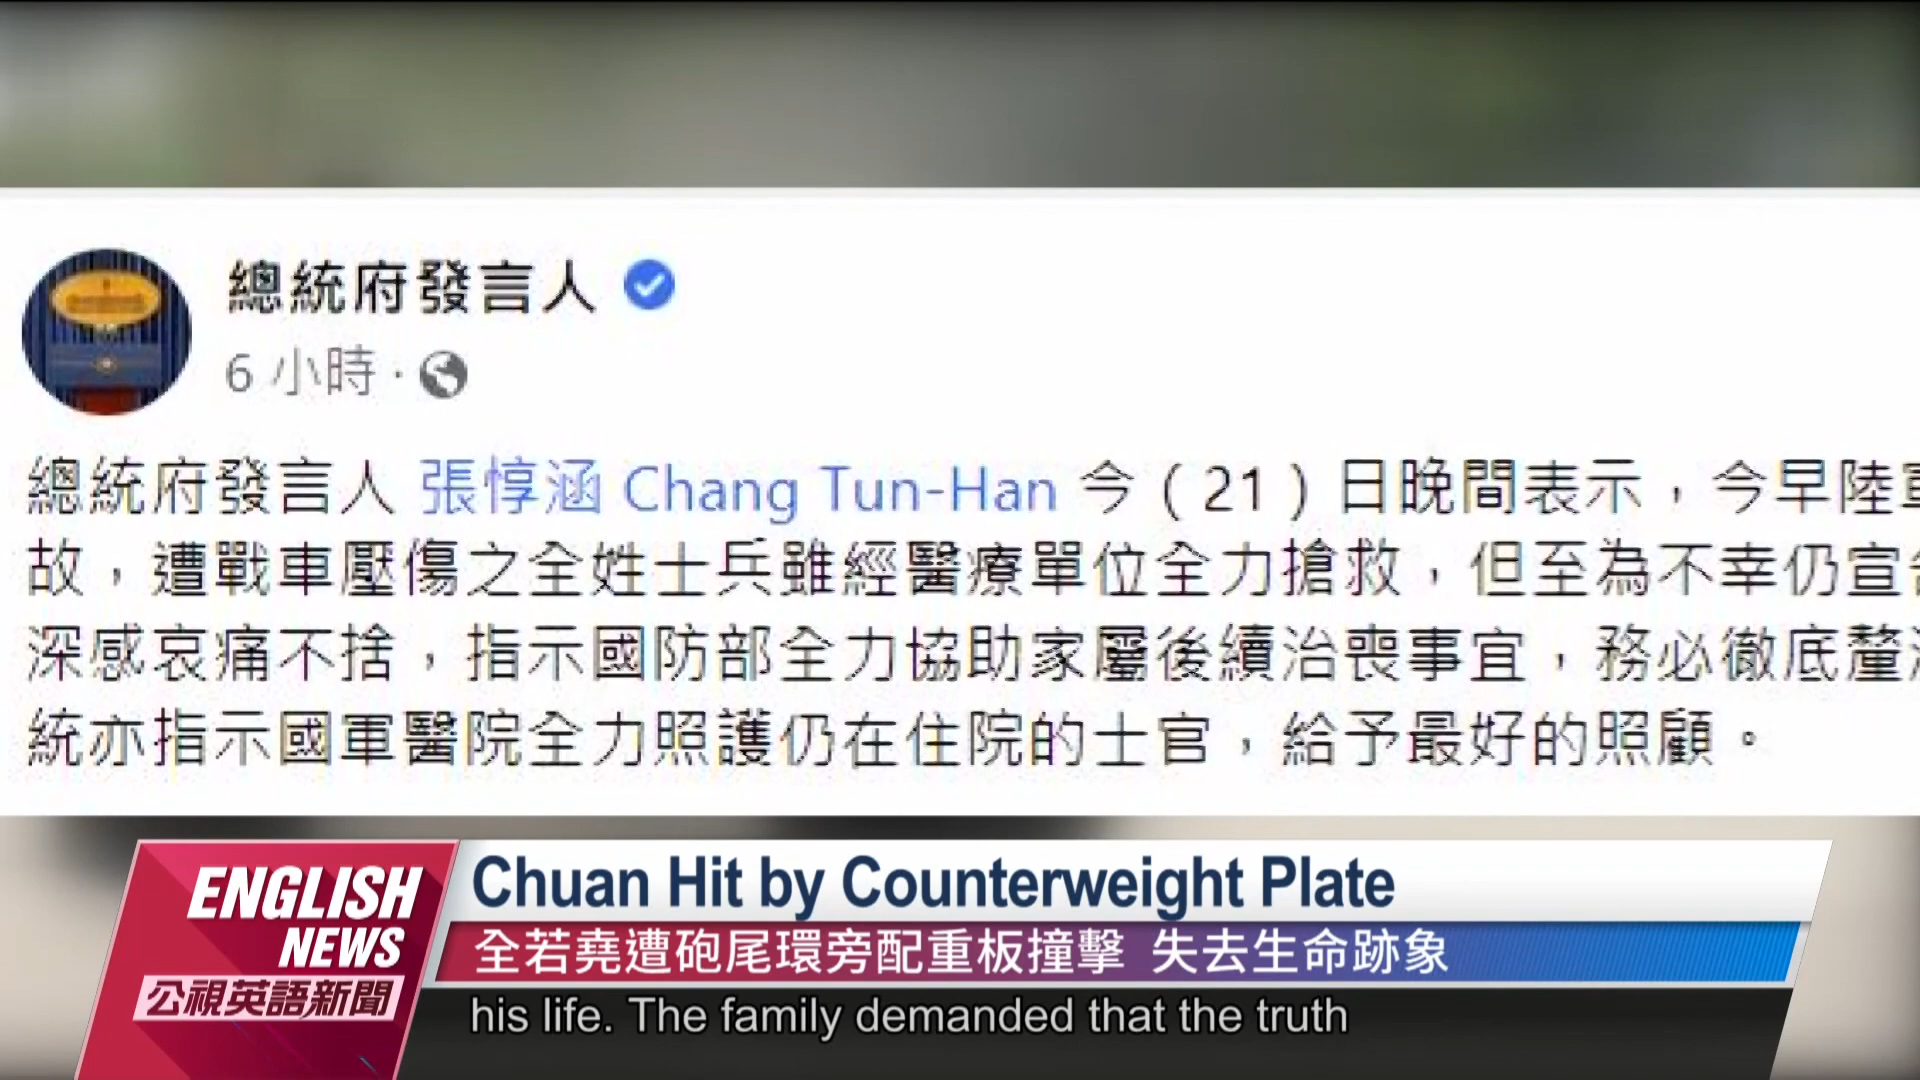 總統府發言人
6 小時 ·
總統府發言人 張惇涵 Chang Tun-Han 今（21）日晚間表示，今早陸軍
故，遭戰車壓傷之全姓士兵雖經醫療單位全力搶救，但至為不幸仍宣告
深感哀痛不捨，指示國防部全力協助家屬後續治喪事宜，務必徹底釐
統亦指示國軍醫院全力照護仍在住院的士官，給予最好的照顧。
ENGLISH
NEWS
公視英語新聞
Chuan Hit by Counterweight Plate
全若堯遭砲尾環旁配重板撞擊 失去生命跡象
his life. The family demanded that the truth